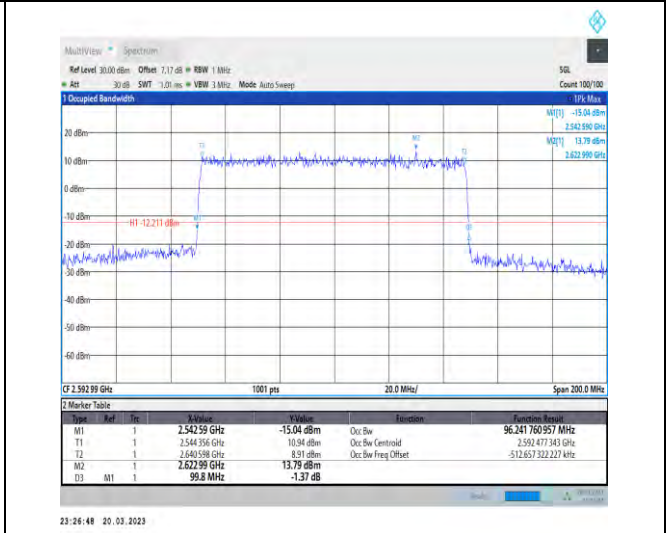 MultiView Spectrum
Ref Level 30.00 dBm Offset 7.17 dB RBW 1 MHz SGL
Att 30 dB SWT 1.01 ms VBW 3 MHz Mode Auto Sweep Count 100/100
1 Occupied Bandwidth 1Pk Max
M1[1] -15.04 dBm
2.542 590 GHz
M2[1] 13.79 dBm
2.622 990 GHz
20 dBm
10 dBm
0 dBm
-10 dBm
H1 -12.211 dBm
-20 dBm
-30 dBm
-40 dBm
-50 dBm
-60 dBm
CF 2.592 99 GHz 1001 pts 20.0 MHz/ Span 200.0 MHz
2 Marker Table
Type Ref Trc X-Value Y-Value Function Function Result
M1 1 2.542 59 GHz -15.04 dBm Occ Bw 96.241 760 957 MHz
T1 1 2.544 356 GHz 10.94 dBm Occ Bw Centroid 2.592 477 343 GHz
T2 1 2.640 598 GHz 8.91 dBm Occ Bw Freq Offset -512.657 322 227 kHz
M2 1 2.622 99 GHz 13.79 dBm
D3 M1 1 99.8 MHz -1.37 dB
23:26:48 20.03.2023